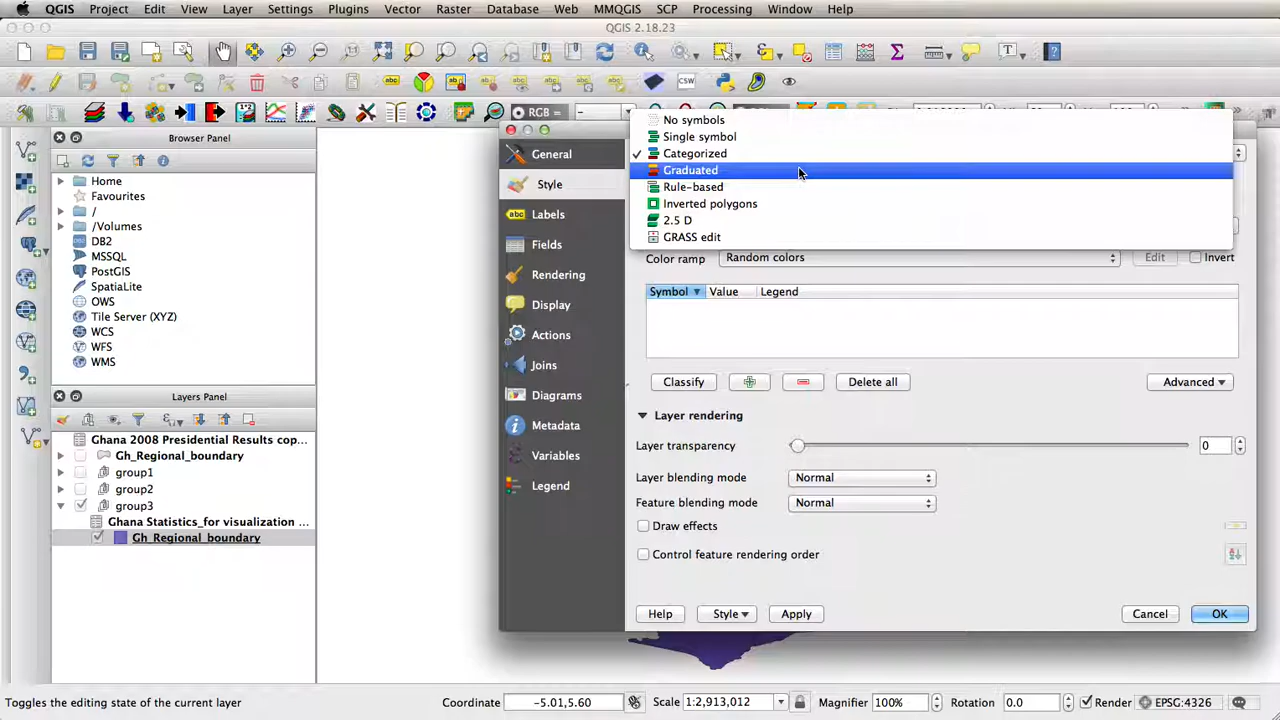 QGIS Project Edit View Layer Settings Plugins Vector Raster Database Web MMQGIS SCP Processing Window Help
QGIS 2.18.23
abc CSW
RGB = -
Browser Panel
Home
Favourites
/
/Volumes
DB2
MSSQL
PostGIS
SpatiaLite
OWS
Tile Server (XYZ)
WCS
WFS
WMS
Layers Panel
Ghana 2008 Presidential Results cop...
Gh_Regional_boundary
group1
group2
group3
Ghana Statistics_for visualization ...
Gh_Regional_boundary
General
Style
Labels
Fields
Rendering
Display
Actions
Joins
Diagrams
Metadata
Variables
Legend
No symbols
Single symbol
✓ Categorized
Graduated
Rule-based
Inverted polygons
2.5 D
GRASS edit
Color ramp Random colors Edit Invert
Symbol Value Legend
Classify Delete all Advanced
Layer rendering
Layer transparency 0
Layer blending mode Normal
Feature blending mode Normal
Draw effects
Control feature rendering order
Help Style Apply Cancel OK
Toggles the editing state of the current layer Coordinate -5.01,5.60 Scale 1:2,913,012 Magnifier 100% Rotation 0.0 Render EPSG:4326